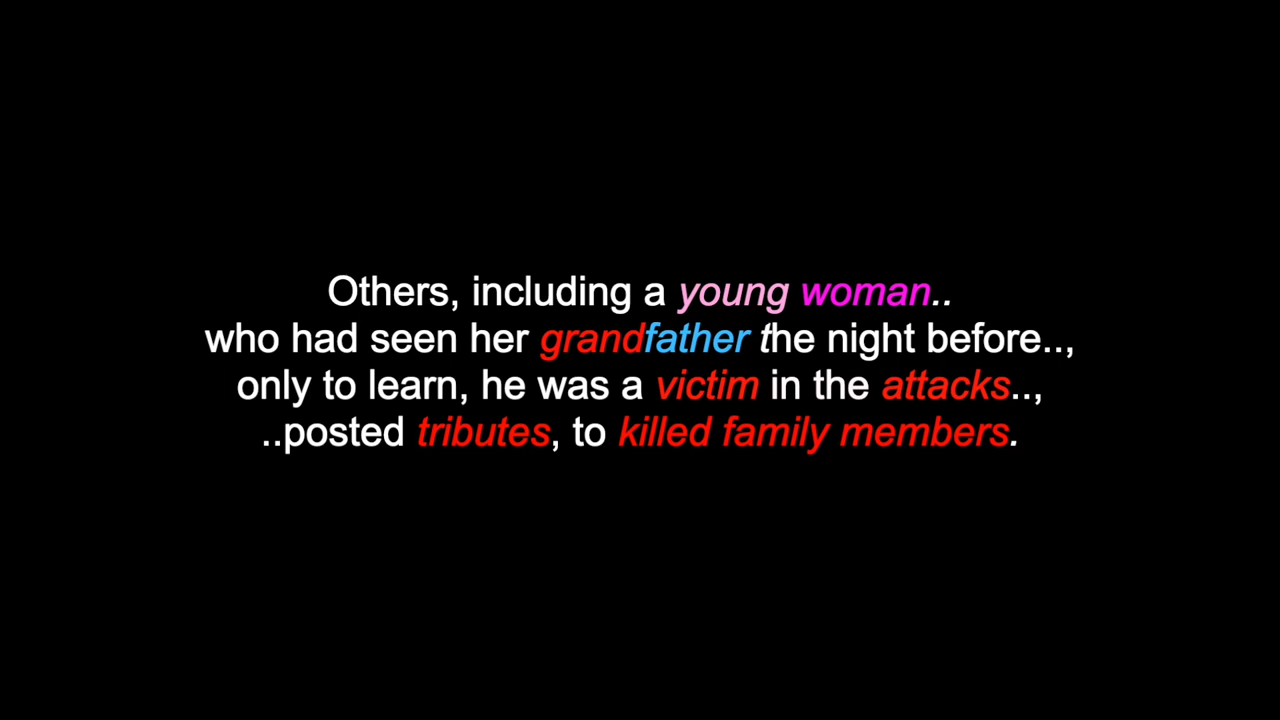 Others, including a young woman..
who had seen her grandfather the night before..,
only to learn, he was a victim in the attacks..,
..posted tributes, to killed family members.